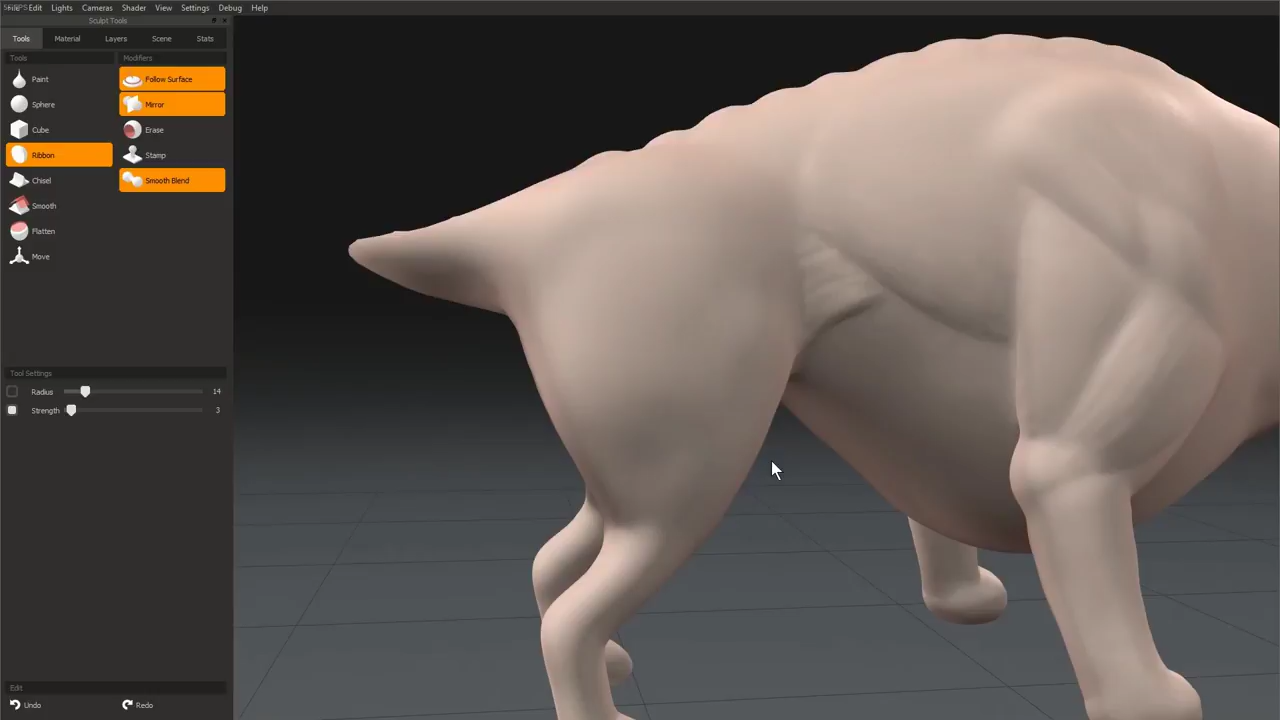 File Edit Lights Cameras Shader View Settings Debug Help
Sculpt Tools
Tools Material Layers Scene Stats
Tools Modifiers
Paint Follow Surface
Sphere Mirror
Cube Erase
Ribbon Stamp
Chisel Smooth Blend
Smooth
Flatten
Move
Tool Settings
Radius 14
Strength 3
Edit
Undo Redo